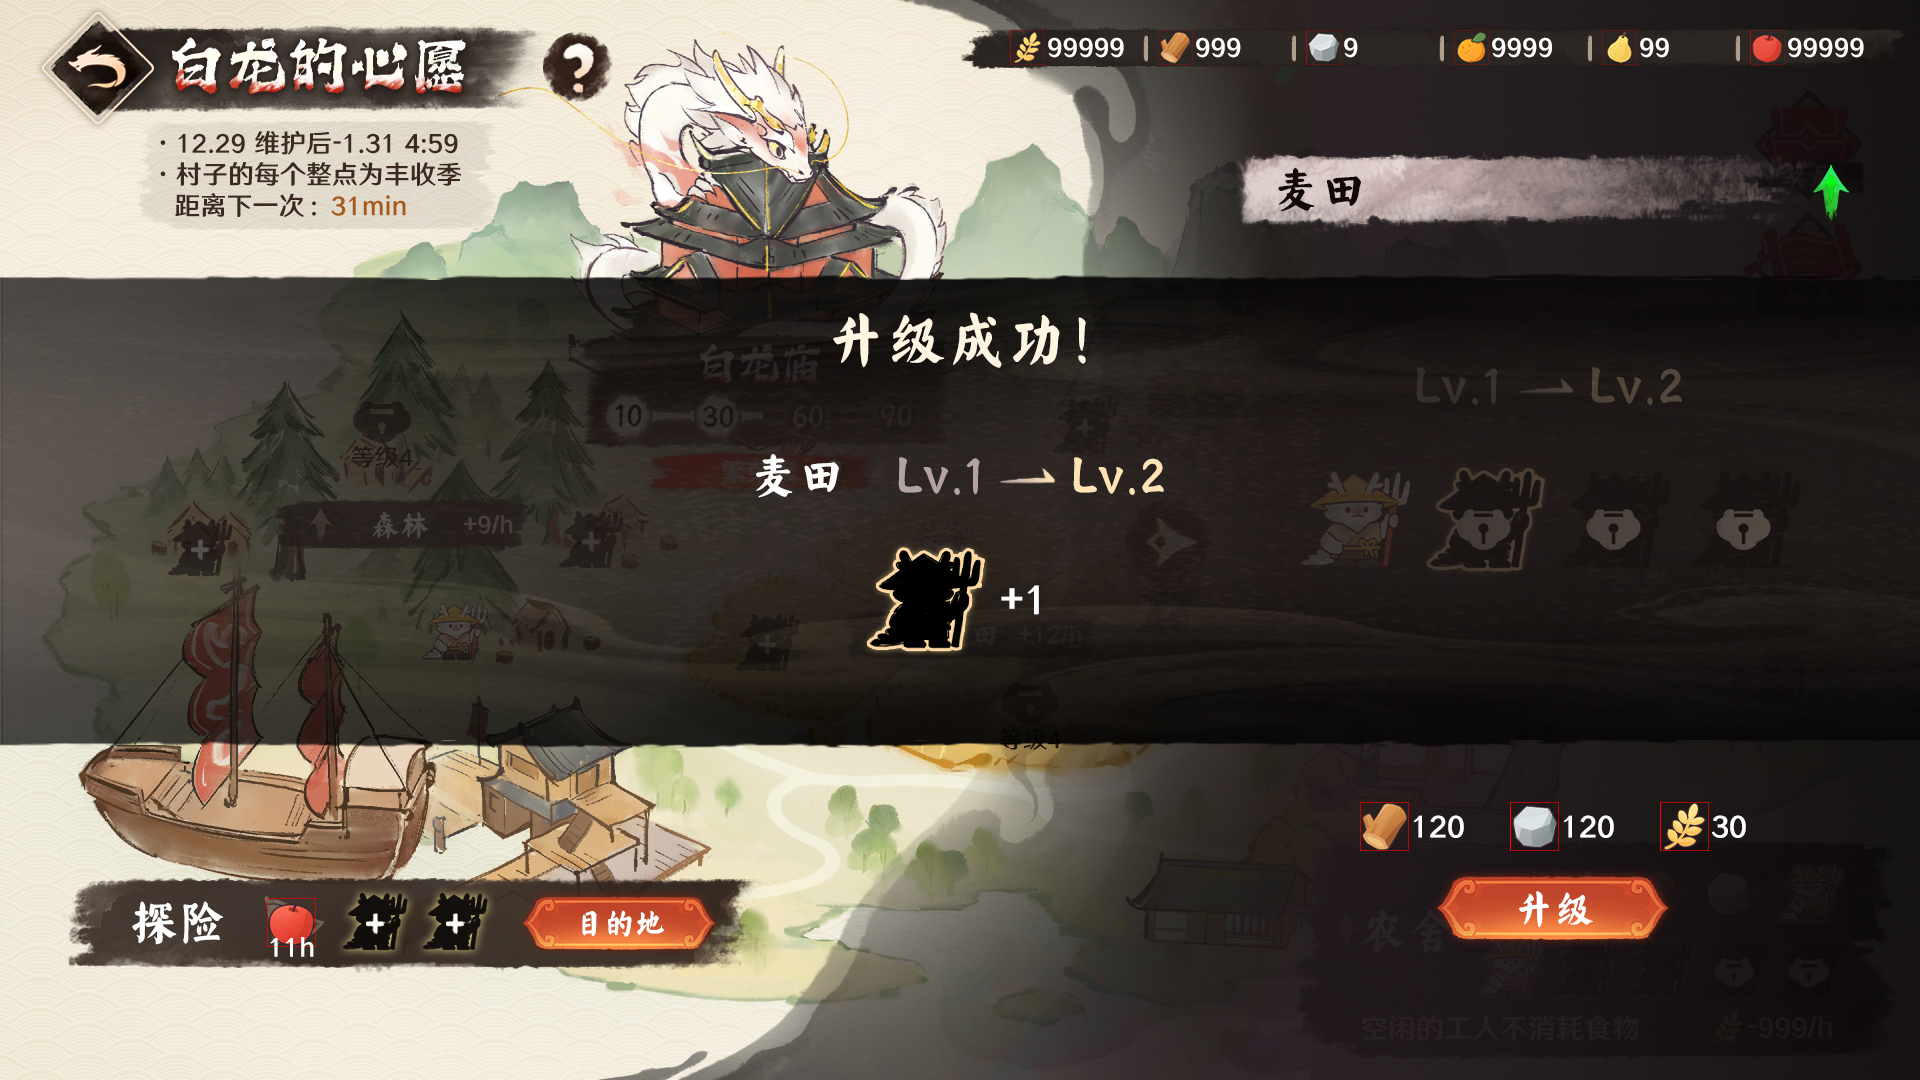 白龙的心愿
?
99999
999
9
9999
99
99999
· 12.29 维护后-1.31 4:59
· 村子的每个整点为丰收季
距离下一次：31min
麦田
升级成功！
白龙庙
10 30 60 90
Lv.1 Lv.2
等级4
麦田 Lv.1 Lv.2
森林 +9/h
+1
田 +12/h
等级4
120 120 30
升级
探险 11h 目的地
农舍
空闲的工人不消耗食物 -999/h